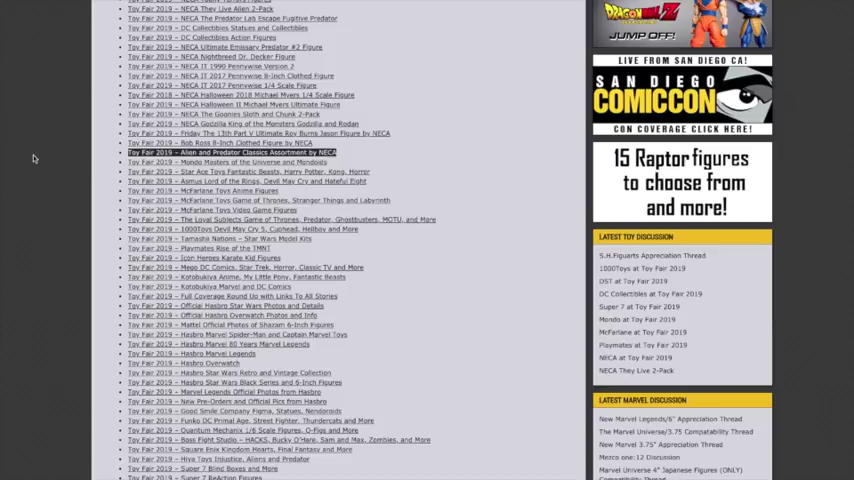 Toy Fair 2019 – NECA They Live Alien 2-Pack
Toy Fair 2019 – NECA The Predator Lab Escape Fugitive Predator
Toy Fair 2019 – DC Collectibles Statues and Collectibles
Toy Fair 2019 – DC Collectibles Action Figures
Toy Fair 2019 – NECA Ultimate Emissary Predator #2 Figure
Toy Fair 2019 – NECA Nightbreed Dr. Decker Figure
Toy Fair 2019 – NECA IT 1990 Pennywise Version 2
Toy Fair 2019 – NECA IT 2017 Pennywise 8-Inch Clothed Figure
Toy Fair 2019 – NECA IT 2017 Pennywise 1/4 Scale Figure
Toy Fair 2018 – NECA Halloween 2018 Michael Myers 1/4 Scale Figure
Toy Fair 2019 – NECA Halloween II Michael Myers Ultimate Figure
Toy Fair 2019 – NECA The Goonies Sloth and Chunk 2-Pack
Toy Fair 2019 – NECA Godzilla King of the Monsters Godzilla and Rodan
Toy Fair 2019 – Friday The 13th Part V Ultimate Roy Burns Jason Figure by NECA
Toy Fair 2019 – Bob Ross 8-Inch Clothed Figure by NECA
Toy Fair 2019 – Alien and Predator Classics Assortment by NECA
Toy Fair 2019 – Mondo Masters of the Universe and Mondoids
Toy Fair 2019 – Star Ace Toys Fantastic Beasts, Harry Potter, Kong, Horror
Toy Fair 2019 – Asmus Lord of the Rings, Devil May Cry and Hateful Eight
Toy Fair 2019 – McFarlane Toys Anime Figures
Toy Fair 2019 – McFarlane Toys Game of Thrones, Stranger Things and Labyrinth
Toy Fair 2019 – McFarlane Toys Video Game Figures
Toy Fair 2019 – The Loyal Subjects Game of Thrones, Predator, Ghostbusters, MOTU, and More
Toy Fair 2019 – 1000Toys Devil May Cry 5, Cuphead, Hellboy and More
Toy Fair 2019 – Tamashii Nations – Star Wars Model Kits
Toy Fair 2019 – Playmates Rise of the TMNT
Toy Fair 2019 – Icon Heroes Karate Kid Figures
Toy Fair 2019 – Mego DC Comics, Star Trek, Horror, Classic TV and More
Toy Fair 2019 – Kotobukiya Anime, My Little Pony, Fantastic Beasts
Toy Fair 2019 – Kotobukiya Marvel and DC Comics
Toy Fair 2019 – Full Coverage Round Up with Links To All Stories
Toy Fair 2019 – Official Hasbro Star Wars Photos and Details
Toy Fair 2019 – Official Hasbro Overwatch Photos and Info
Toy Fair 2019 – Mattel Official Photos of Shazam 6-Inch Figures
Toy Fair 2019 – Hasbro Marvel Spider-Man and Captain Marvel Toys
Toy Fair 2019 – Hasbro Marvel 80 Years Marvel Legends
Toy Fair 2019 – Hasbro Marvel Legends
Toy Fair 2019 – Hasbro Overwatch
Toy Fair 2019 – Hasbro Star Wars Retro and Vintage Collection
Toy Fair 2019 – Hasbro Star Wars Black Series and 6-Inch Figures
Toy Fair 2019 – Marvel Legends Official Photos from Hasbro
Toy Fair 2019 – New Pre-Orders and Official Pics from Hasbro
Toy Fair 2019 – Good Smile Company Figma, Statues, Nendoroids
Toy Fair 2019 – Funko DC Primal Age, Street Fighter, Thundercats and More
Toy Fair 2019 – Quantum Mechanix 1/6 Scale Figures, Q-Figs and More
Toy Fair 2019 – Boss Fight Studio – HACKS, Bucky O'Hare, Sam and Max, Zombies, and More
Toy Fair 2019 – Square Enix Kingdom Hearts, Final Fantasy and More
Toy Fair 2019 – Hiya Toys Injustice, Aliens and Predator
Toy Fair 2019 – Super 7 Blind Boxes and More
Toy Fair 2019 – Super 7 ReAction Figures
DRAGONBALL Z
JUMP OFF!
LIVE FROM SAN DIEGO CA!
SAN DIEGO
COMICCON
CON COVERAGE CLICK HERE!
15 Raptor figures
to choose from
and more!
LATEST TOY DISCUSSION
S.H.Figuarts Appreciation Thread
1000Toys at Toy Fair 2019
DST at Toy Fair 2019
DC Collectibles at Toy Fair 2019
Super 7 at Toy Fair 2019
Mondo at Toy Fair 2019
McFarlane at Toy Fair 2019
Playmates at Toy Fair 2019
NECA at Toy Fair 2019
NECA They Live 2-Pack
LATEST MARVEL DISCUSSION
New Marvel Legends/6" Appreciation Thread
The Marvel Universe/3.75 Compatability Thread
New Marvel 3.75" Appreciation Thread
Mezco one:12 Discussion
Marvel Universe 4" Japanese Figures (ONLY)